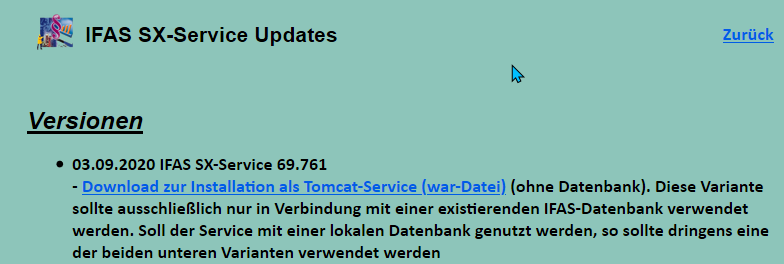 IFAS SX-Service Updates
Zurück
Versionen
• 03.09.2020 IFAS SX-Service 69.761
- Download zur Installation als Tomcat-Service (war-Datei) (ohne Datenbank). Diese Variante
sollte ausschließlich nur in Verbindung mit einer existierenden IFAS-Datenbank verwendet
werden. Soll der Service mit einer lokalen Datenbank genutzt werden, so sollte dringens eine
der beiden unteren Varianten verwendet werden